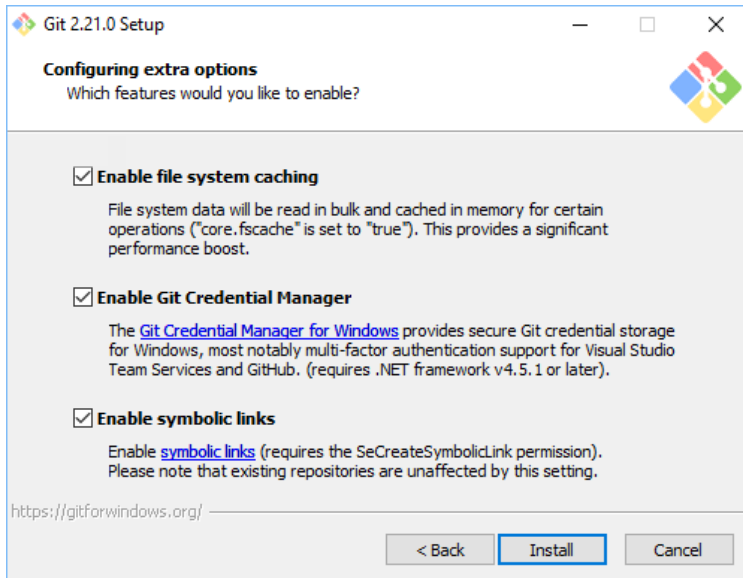 Git 2.21.0 Setup
Configuring extra options
Which features would you like to enable?
Enable file system caching
File system data will be read in bulk and cached in memory for certain
operations ("core.fscache" is set to "true"). This provides a significant
performance boost.
Enable Git Credential Manager
The Git Credential Manager for Windows provides secure Git credential storage
for Windows, most notably multi-factor authentication support for Visual Studio
Team Services and GitHub. (requires .NET framework v4.5.1 or later).
Enable symbolic links
Enable symbolic links (requires the SeCreateSymbolicLink permission).
Please note that existing repositories are unaffected by this setting.
https://gitforwindows.org/
< Back Install Cancel